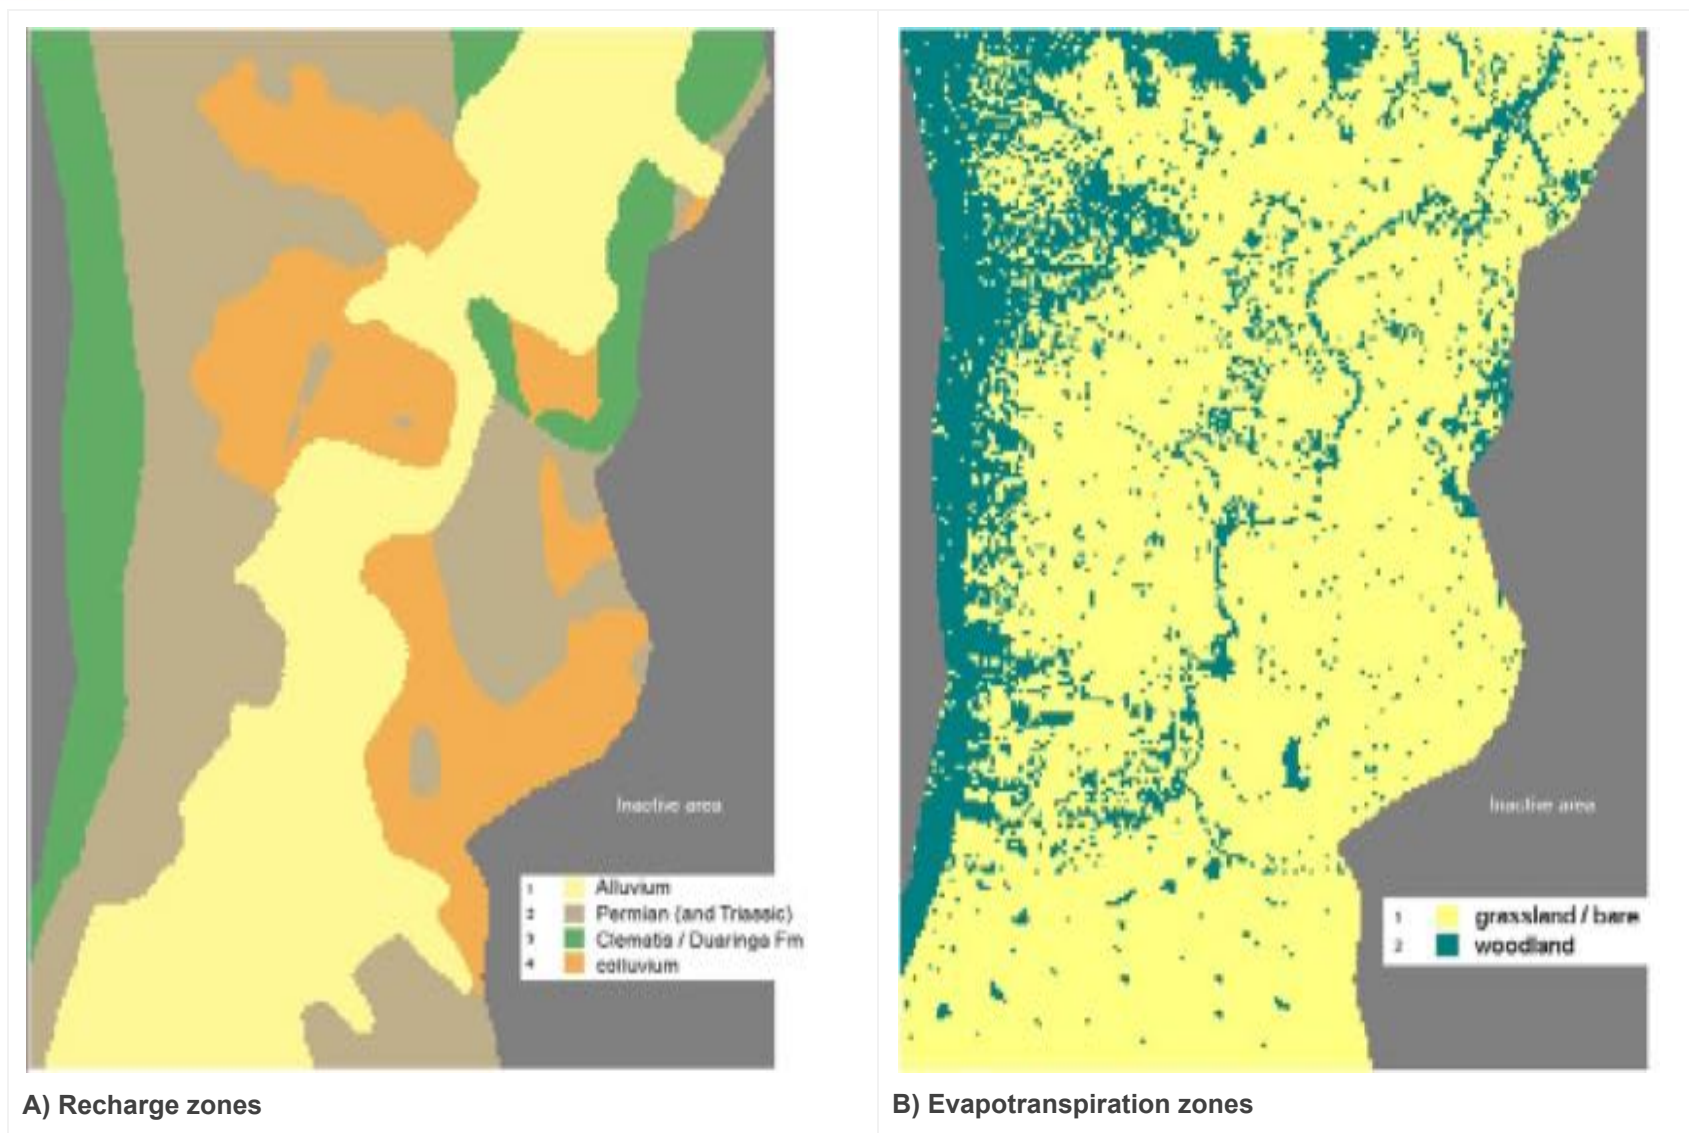 Inactive area
1 Alluvium
2 Permian (and Triassic)
3 Clematis / Duaringa Fm
4 colluvium
A) Recharge zones
Inactive area
1 grassland / bare
2 woodland
B) Evapotranspiration zones